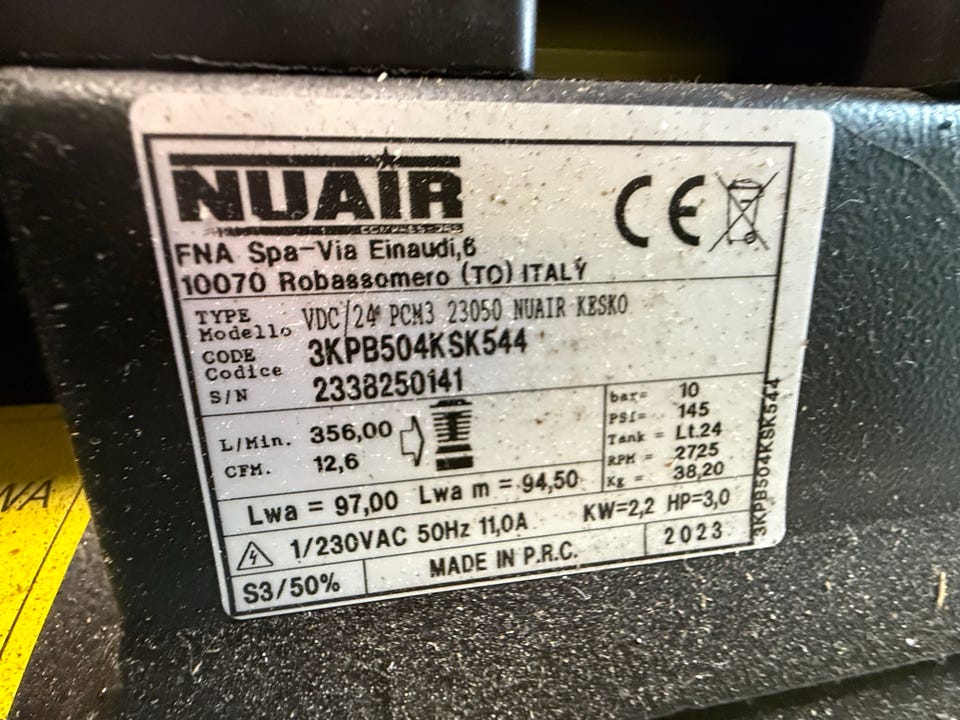 NUAIR
COMPRESSORS
FNA Spa-Via Einaudi,6
10070 Robassomero (TO) ITALY
CE
TYPE
Modello VDC/24 PCM3 23050 NUAIR KESKO
CODE
Codice 3KPB504KSK544
S/N 2338250141
L/Min. 356,00
CFM. 12,6
bar= 10
PSI= 145
Tank = Lt.24
RPM = 2725
Kg = 38,20
Lwa = 97,00 Lwa m = 94,50
KW=2,2 HP=3,0
1/230VAC 50Hz 11,0A
S3/50%
MADE IN P.R.C.
2023
3KPB504KSK544